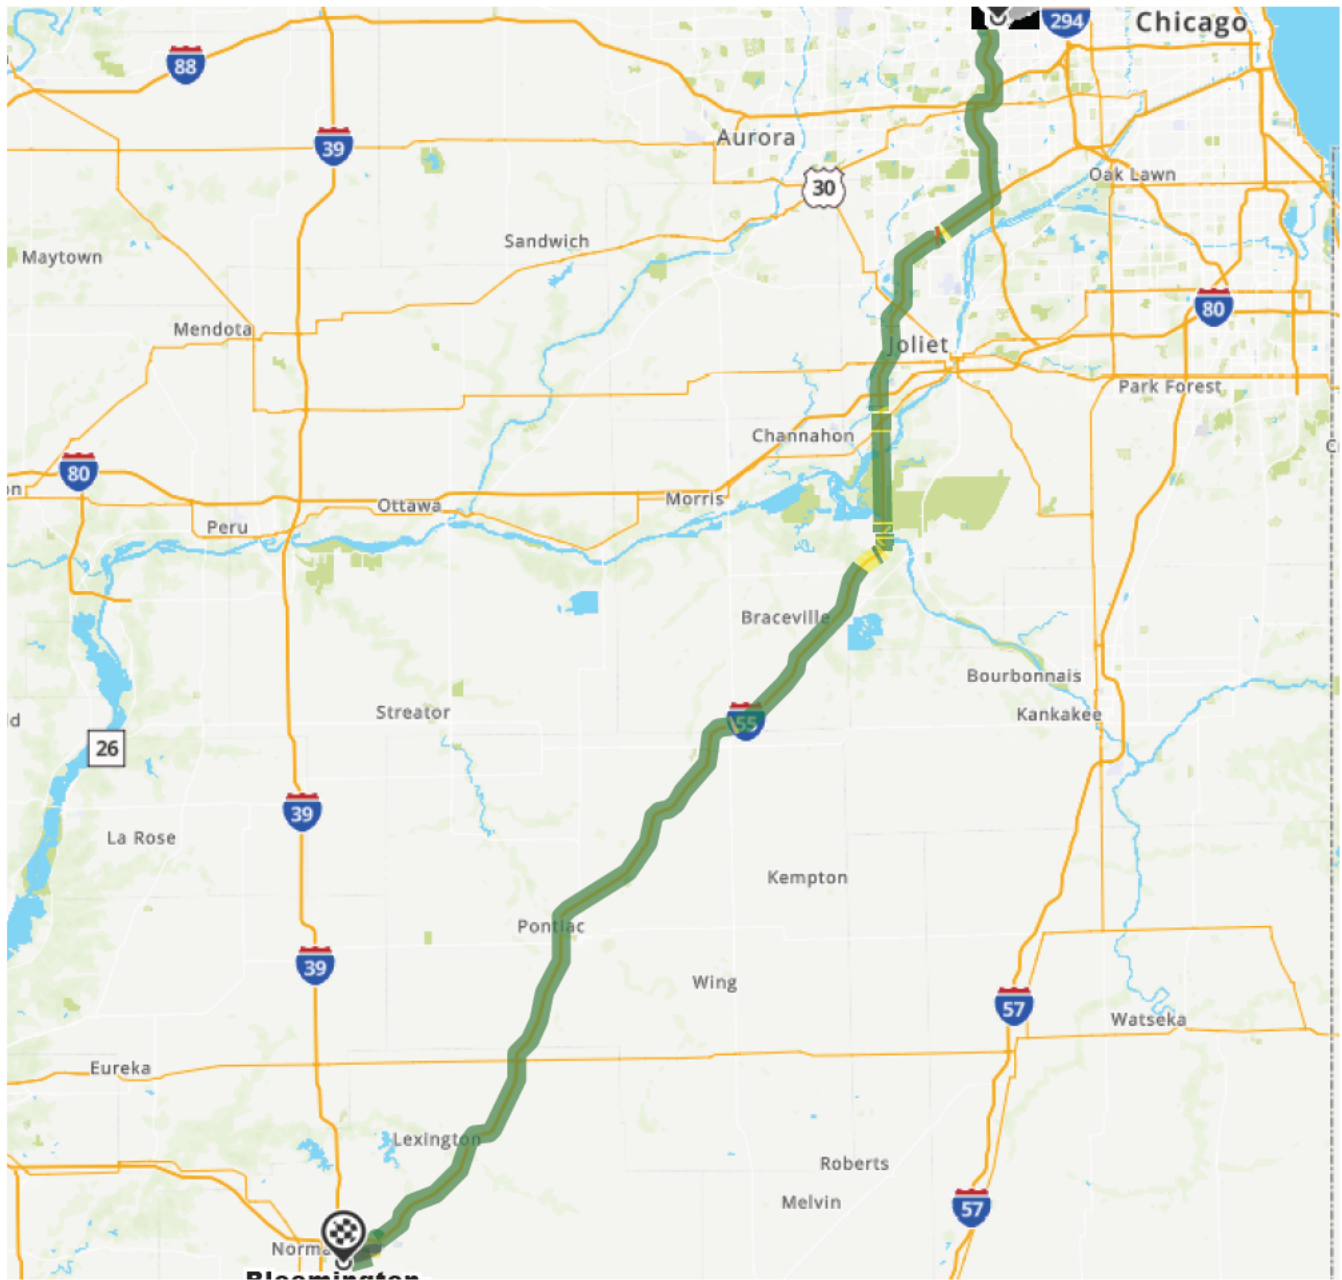 294
Chicago
88
39
Aurora
Oak Lawn
30
Sandwich
Maytown
80
Mendota
Joliet
Park Forest
Channahon
80
Morris
Ottawa
Peru
Braceville
Bourbonnais
Streator
Kankakee
55
26
39
La Rose
Kempton
Pontiac
39
Wing
57
Watseka
Eureka
Lexington
Roberts
Melvin
57
Norma
Bloomington